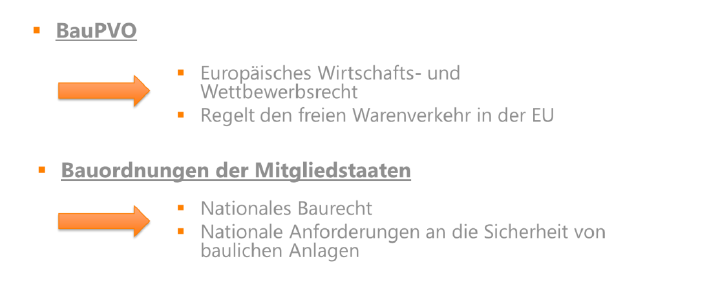 BauPVO
Europäisches Wirtschafts- und
Wettbewerbsrecht
Regelt den freien Warenverkehr in der EU
Bauordnungen der Mitgliedstaaten
Nationales Baurecht
Nationale Anforderungen an die Sicherheit von
baulichen Anlagen